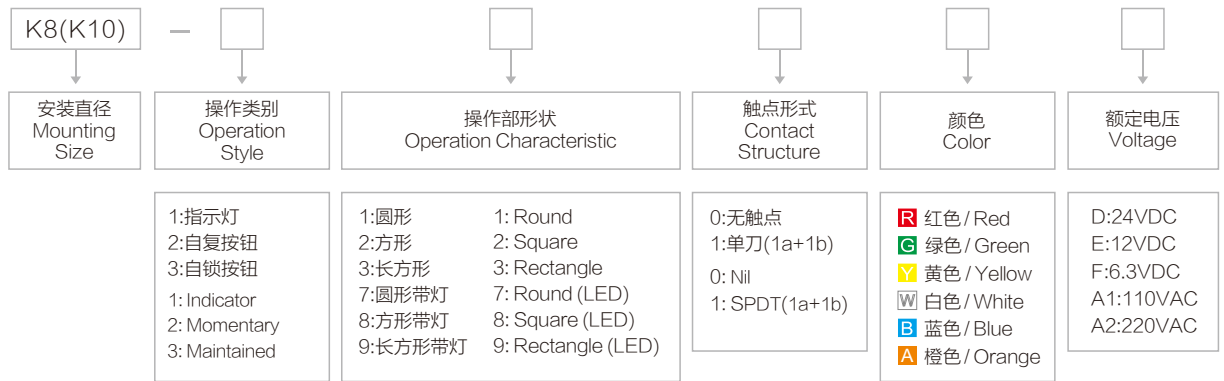 K8(K10) —
安装直径
Mounting
Size
操作类别
Operation
Style
操作部形状
Operation Characteristic
触点形式
Contact
Structure
颜色
Color
额定电压
Voltage
1:指示灯
2:自复按钮
3:自锁按钮
1: Indicator
2: Momentary
3: Maintained
1:圆形 1: Round
2:方形 2: Square
3:长方形 3: Rectangle
7:圆形带灯 7: Round (LED)
8:方形带灯 8: Square (LED)
9:长方形带灯 9: Rectangle (LED)
0:无触点
1:单刀(1a+1b)
0: Nil
1: SPDT(1a+1b)
R 红色/Red
G 绿色/Green
Y 黄色/Yellow
W 白色/White
B 蓝色/Blue
A 橙色/Orange
D:24VDC
E:12VDC
F:6.3VDC
A1:110VAC
A2:220VAC